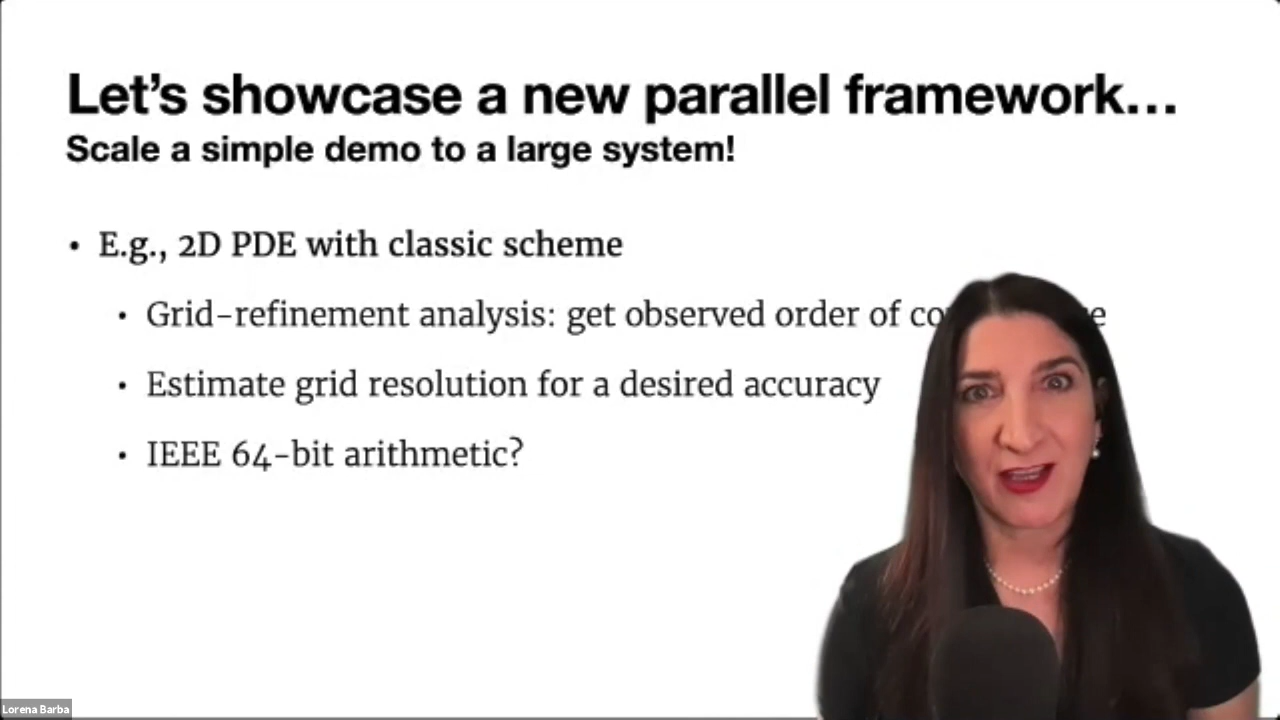 Let's showcase a new parallel framework…
Scale a simple demo to a large system!
• E.g., 2D PDE with classic scheme
• Grid-refinement analysis: get observed order of
• Estimate grid resolution for a desired accuracy
• IEEE 64-bit arithmetic?
Lorena Barba